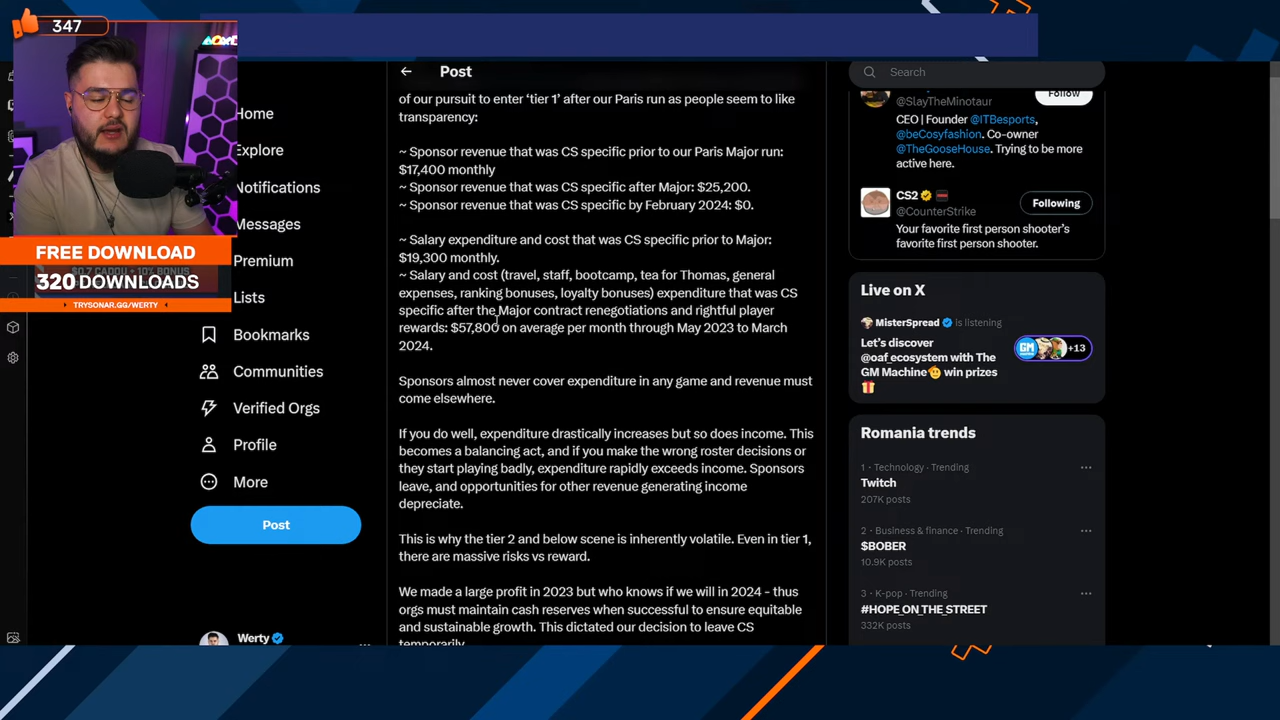 347
FREE DOWNLOAD
320 DOWNLOADS
TRYSONAR.GG/WERTY
Home
Explore
Notifications
Messages
Premium
Lists
Bookmarks
Communities
Verified Orgs
Profile
More
Post
Werty
Post
of our pursuit to enter ‘tier 1’ after our Paris run as people seem to like
transparency:
~ Sponsor revenue that was CS specific prior to our Paris Major run:
$17,400 monthly
~ Sponsor revenue that was CS specific after Major: $25,200.
~ Sponsor revenue that was CS specific by February 2024: $0.
~ Salary expenditure and cost that was CS specific prior to Major:
$19,300 monthly.
~ Salary and cost (travel, staff, bootcamp, tea for Thomas, general
expenses, ranking bonuses, loyalty bonuses) expenditure that was CS
specific after the Major contract renegotiations and rightful player
rewards: $57,800 on average per month through May 2023 to March
2024.
Sponsors almost never cover expenditure in any game and revenue must
come elsewhere.
If you do well, expenditure drastically increases but so does income. This
becomes a balancing act, and if you make the wrong roster decisions or
they start playing badly, expenditure rapidly exceeds income. Sponsors
leave, and opportunities for other revenue generating income
depreciate.
This is why the tier 2 and below scene is inherently volatile. Even in tier 1,
there are massive risks vs reward.
We made a large profit in 2023 but who knows if we will in 2024 - thus
orgs must maintain cash reserves when successful to ensure equitable
and sustainable growth. This dictated our decision to leave CS
temporarily.
Search
@SlayTheMinotaur
Follow
CEO | Founder @ITBesports,
@beCosyfashion. Co-owner
@TheGooseHouse. Trying to be more
active here.
CS2
@CounterStrike
Following
Your favorite first person shooter’s
favorite first person shooter.
Live on X
MisterSpread is listening
Let’s discover
@oaf_ecosystem with The
GM Machine win prizes
GM
+13
Romania trends
1 · Technology · Trending
Twitch
207K posts
2 · Business & finance · Trending
$BOBER
10.9K posts
3 · K-pop · Trending
#HOPE_ON_THE_STREET
332K posts